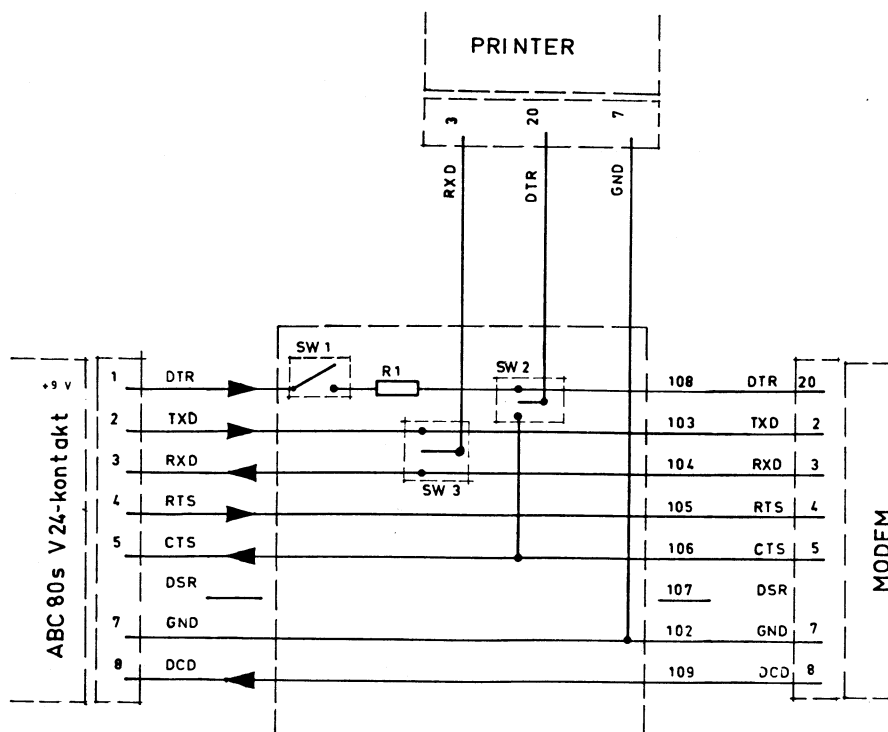 PRINTER
3 20 7
RXD DTR GND
SW 1
R1
SW 2
+9 V 1 DTR 108 DTR 20
2 TXD 103 TXD 2
3 RXD 104 RXD 3
SW 3
4 RTS 105 RTS 4
5 CTS 106 CTS 5
DSR 107 DSR
7 GND 102 GND 7
8 DCD 109 DCD 8
ABC 80s V24-kontakt
MODEM